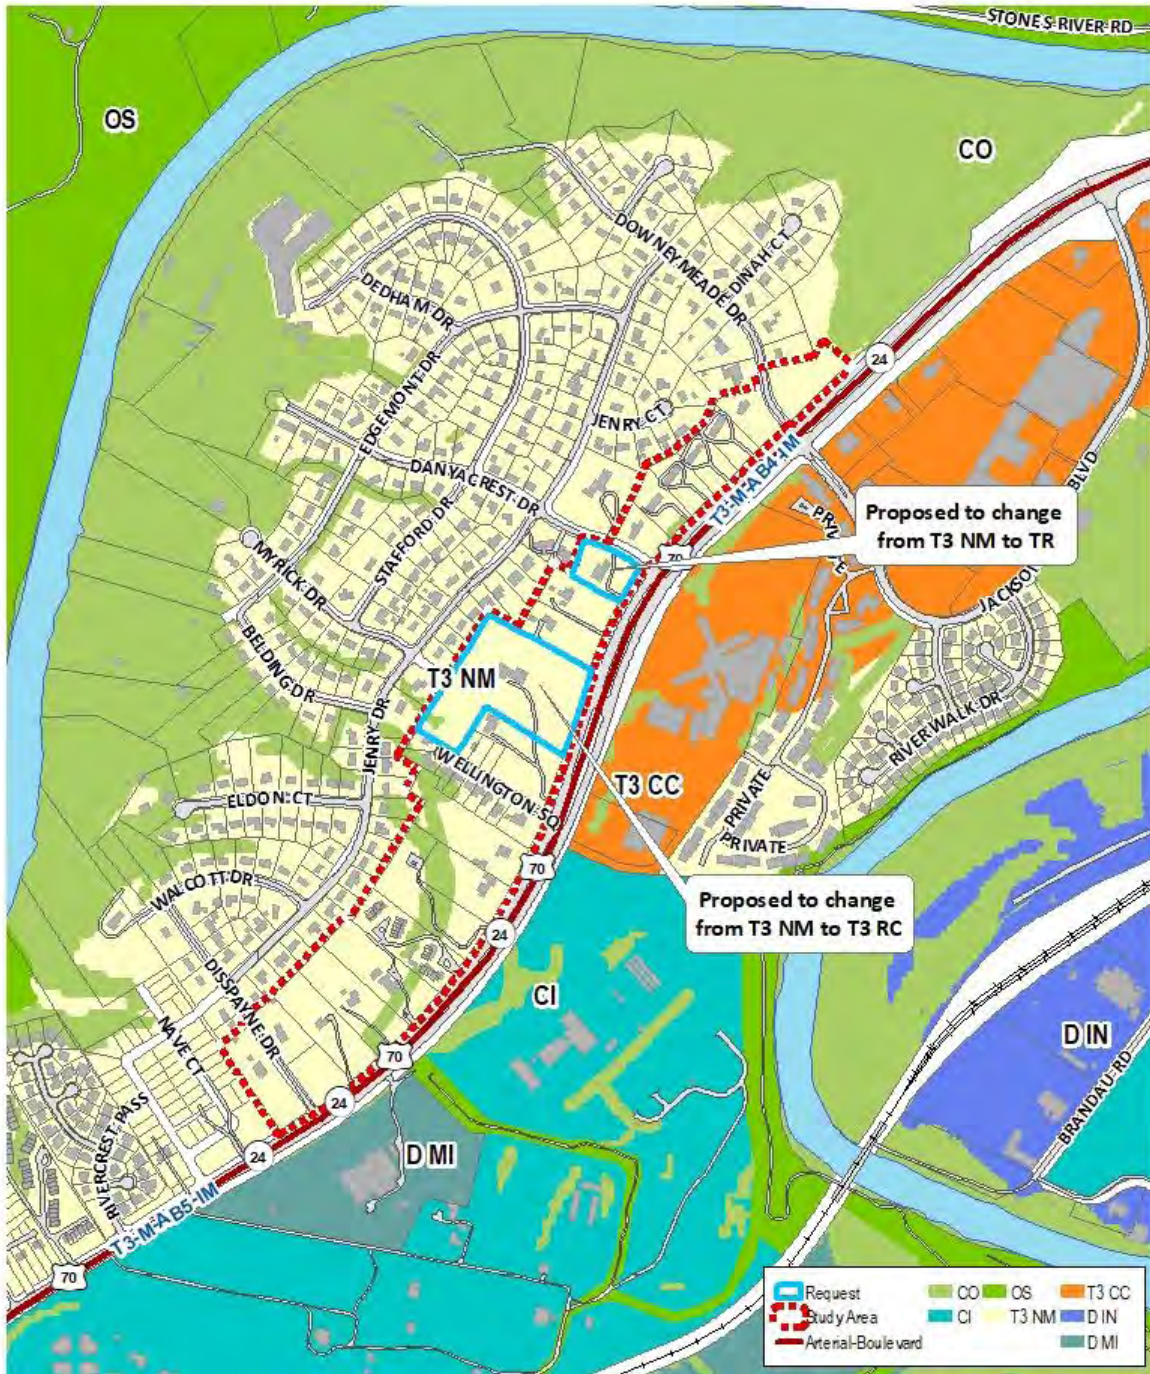 STONES RIVER RD
OS
CO
DOWNEYMEADE DR
DINAH CT
DEDHAM DR
EDGEMONT DR
24
JENRY CT
T3-M-AB4-IM
DANYACREST DR
BLVD
STAFFORD DR
PRIVATE
Proposed to change
from T3 NM to TR
70
MYRICK DR
JACKSON
BELDING DR
T3 NM
JENRY DR
RIVER WALK DR
WELLINGTON SQ
T3 CC
PRIVATE
PRIVATE
ELDON CT
70
WALCOTT DR
Proposed to change
from T3 NM to T3 RC
24
DISSPAYNE DR
CI
NAVE CT
D IN
70
BRANDAU RD
24
RIVERCREST PASS
D MI
24
T3-M-AB5-IM
70
Request
CO
OS
T3 CC
Study Area
CI
T3 NM
D IN
Arterial-Boulevard
D MI